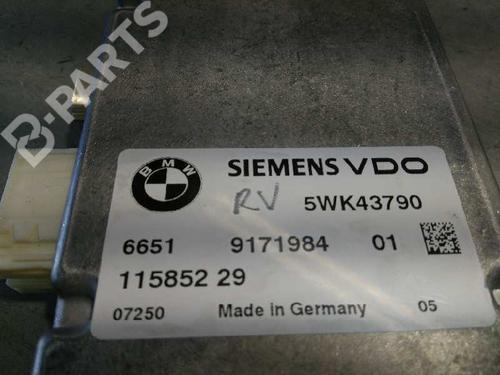 B-PARTS
BMW
SIEMENS VDO
RV
5WK43790
6651 9171984 01
115852 29
07250 Made in Germany 05